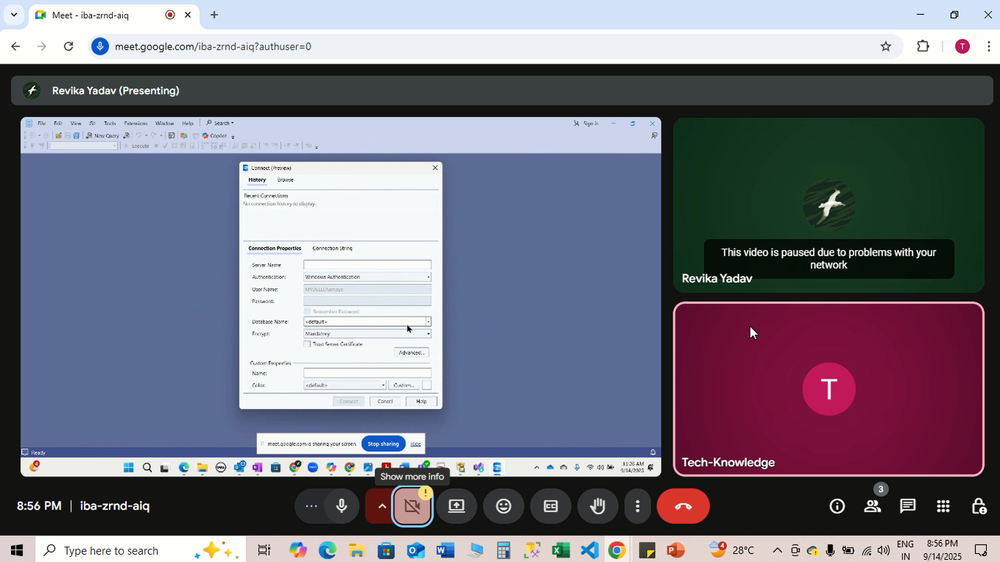 Meet - iba-zrnd-aiq
meet.google.com/iba-zrnd-aiq?authuser=0
T
Revika Yadav (Presenting)
File Edit View Git Tools Extensions Window Help Search
Sign in
New Query
Copilot
Execute
Connect (Preview)
History Browse
Recent Connections
No connection history to display.
Connection Properties Connection String
Server Name:
Authentication: Windows Authentication
User Name:
Password:
Remember Password
Database Name: <default>
Encrypt: Mandatory
Trust Server Certificate
Advanced...
Custom Properties
Name:
Color: <default> Custom...
Connect Cancel Help
meet.google.com is sharing your screen. Stop sharing Hide
Ready
11:26 AM
9/14/2025
This video is paused due to problems with your
network
Revika Yadav
T
Tech-Knowledge
Show more info
8:56 PM | iba-zrnd-aiq
3
Type here to search
28°C
ENG
IN
8:56 PM
9/14/2025